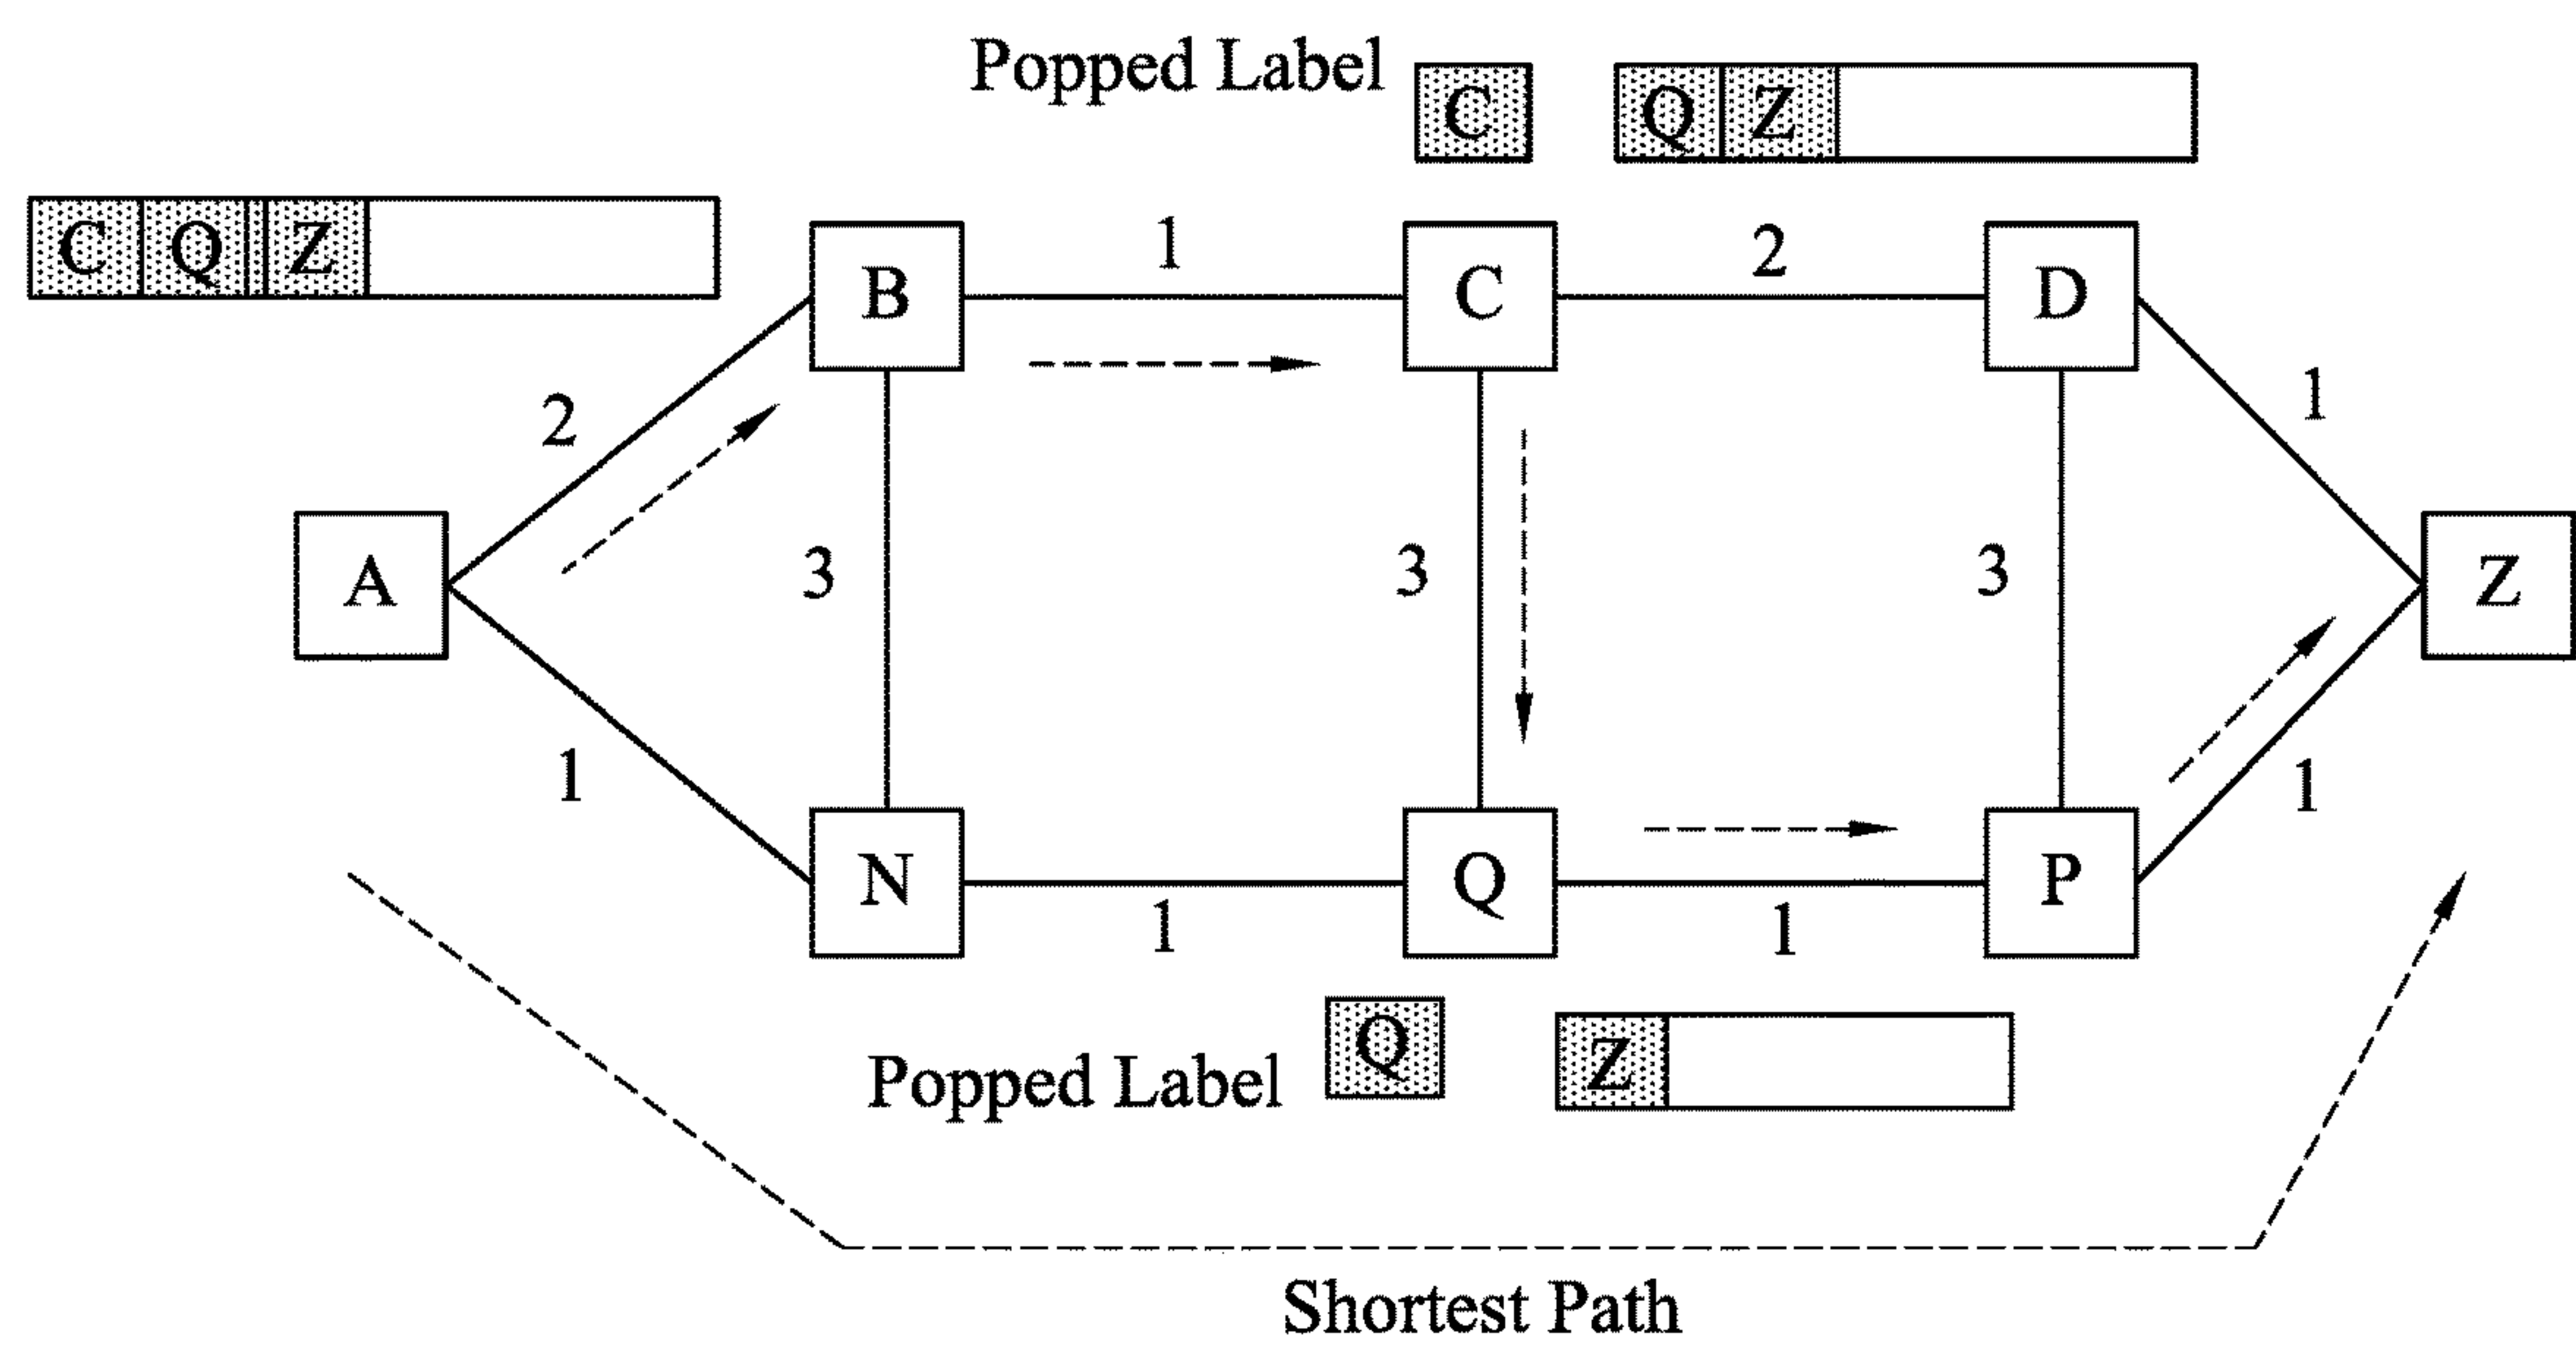 Popped Label C Q Z
C Q Z
B 1 C 2 D
2 1
A 3 3 3 Z
1 1
N 1 Q 1 P
Popped Label Q Z
Shortest Path